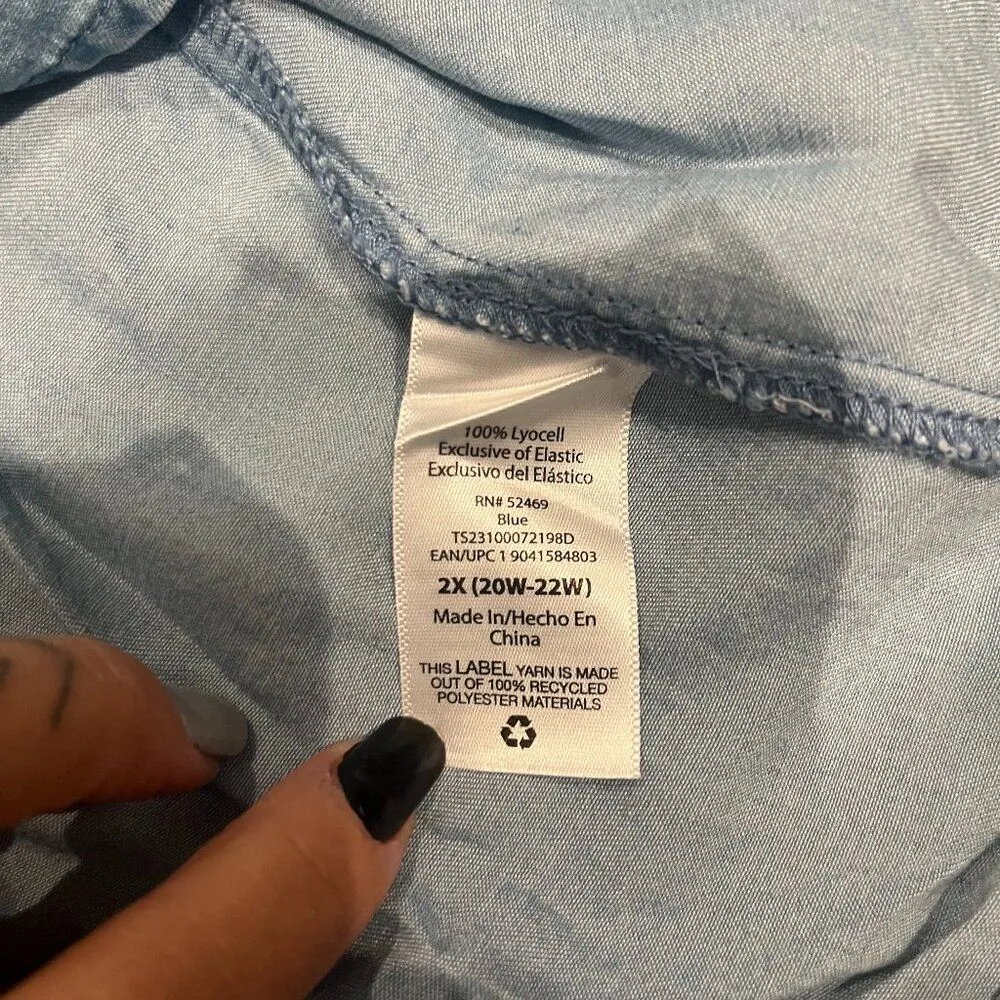 100% Lyocell
Exclusive of Elastic
Exclusivo del Elástico
RN# 52469
Blue
TS23100072198D
EAN/UPC 1 9041584803
2X (20W-22W)
Made In/Hecho En
China
THIS LABEL YARN IS MADE
OUT OF 100% RECYCLED
POLYESTER MATERIALS